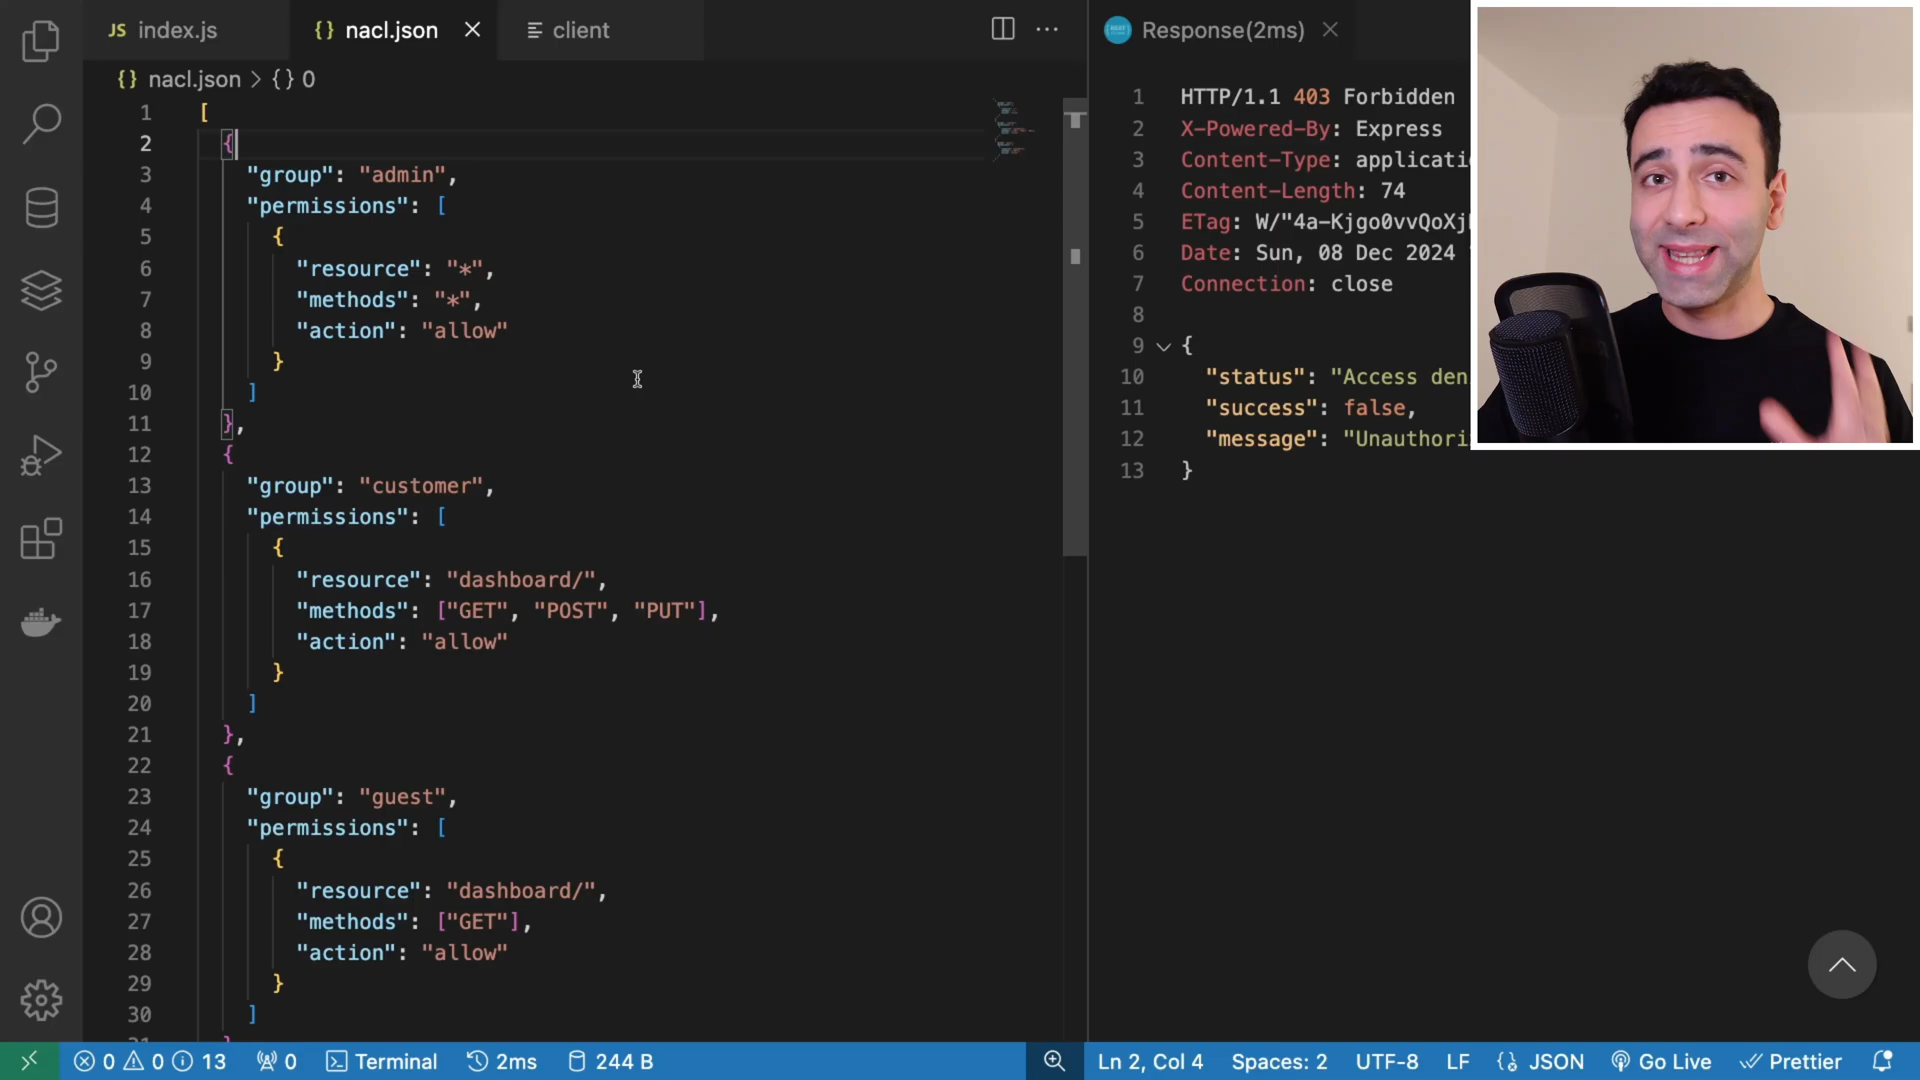 JS index.js
{} nacl.json
client
{} nacl.json > {} 0
1 [
2 {
3 "group": "admin",
4 "permissions": [
5 {
6 "resource": "*",
7 "methods": "*",
8 "action": "allow"
9 }
10 ]
11 },
12 {
13 "group": "customer",
14 "permissions": [
15 {
16 "resource": "dashboard/",
17 "methods": ["GET", "POST", "PUT"],
18 "action": "allow"
19 }
20 ]
21 },
22 {
23 "group": "guest",
24 "permissions": [
25 {
26 "resource": "dashboard/",
27 "methods": ["GET"],
28 "action": "allow"
29 }
30 ]
Response(2ms)
1 HTTP/1.1 403 Forbidden
2 X-Powered-By: Express
3 Content-Type: applicati
4 Content-Length: 74
5 ETag: W/"4a-Kjgo0vvQoXj
6 Date: Sun, 08 Dec 2024
7 Connection: close
8
9 {
10 "status": "Access den
11 "success": false,
12 "message": "Unauthori
13 }
0 0 13 0 Terminal 2ms 244 B Ln 2, Col 4 Spaces: 2 UTF-8 LF {} JSON Go Live Prettier